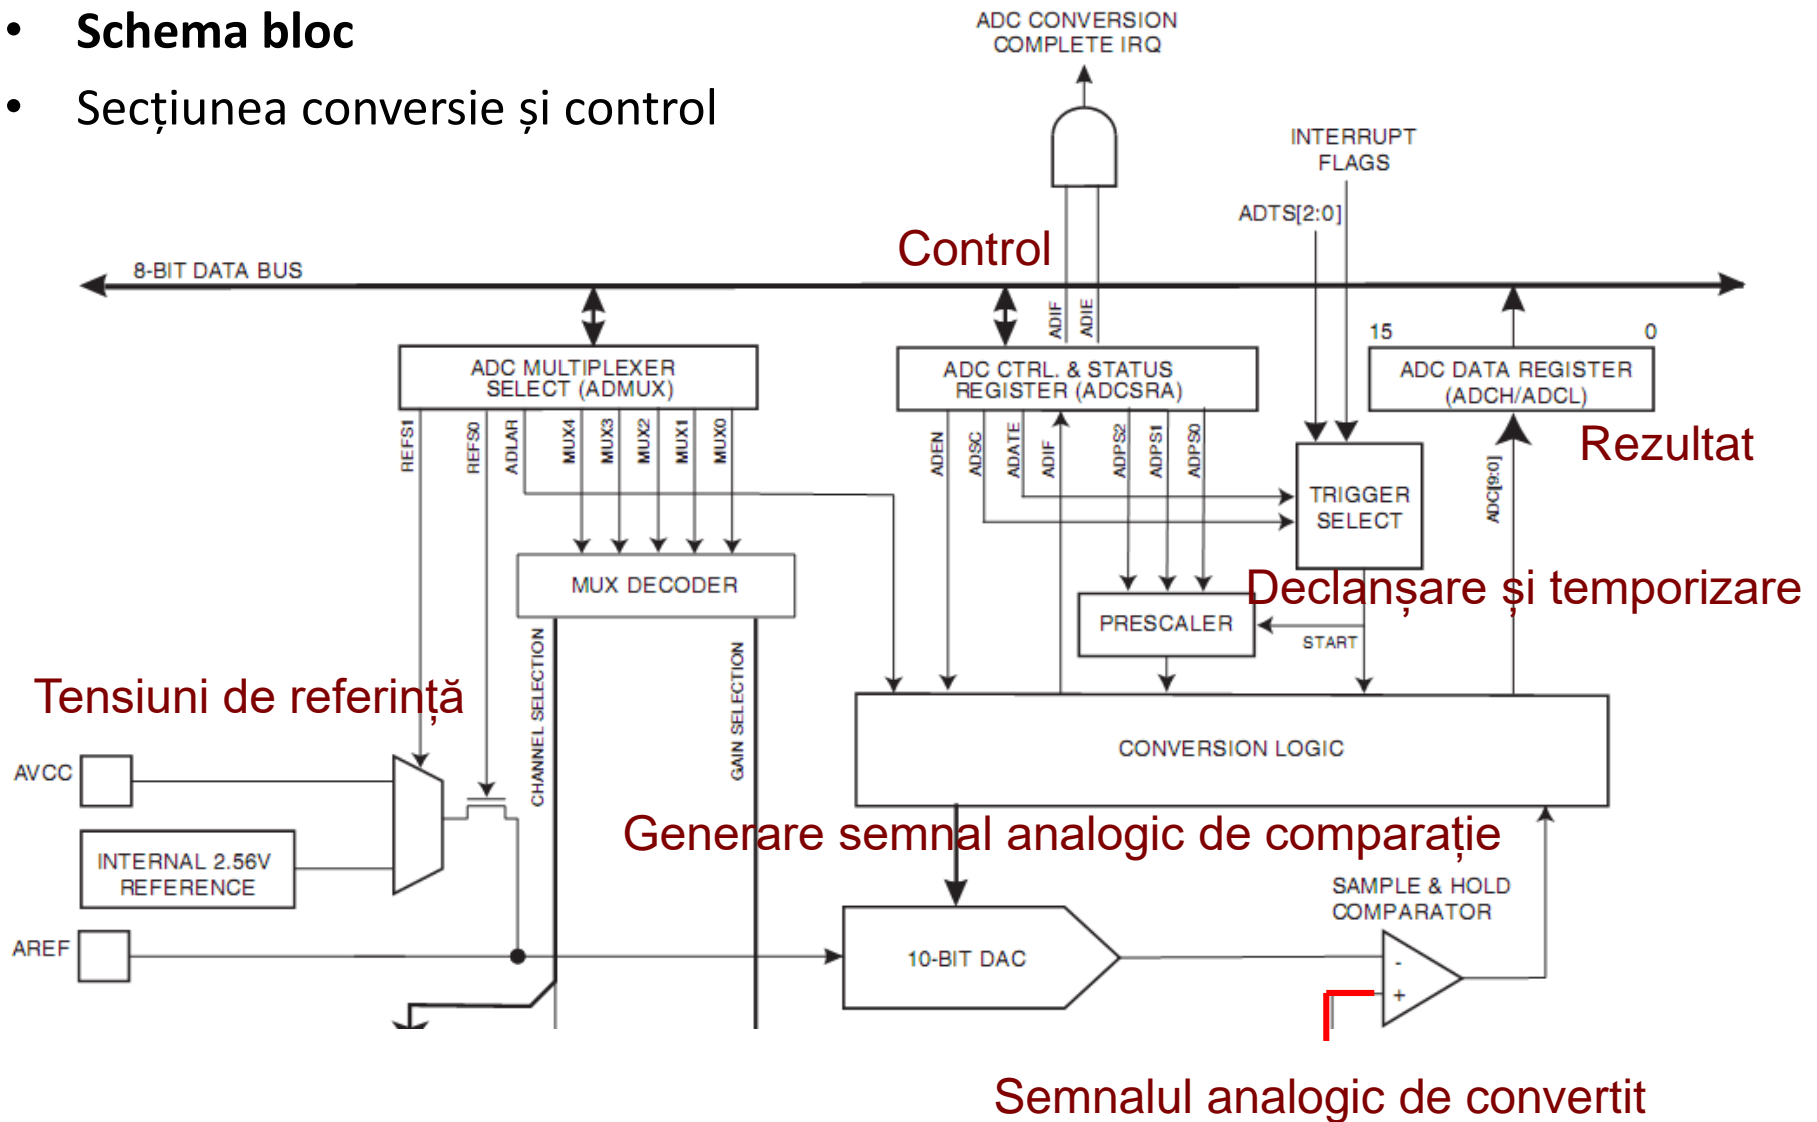 • Schema bloc
• Secțiunea conversie și control
ADC CONVERSION
COMPLETE IRQ
INTERRUPT
FLAGS
ADTS[2:0]
Control
8-BIT DATA BUS
ADIF
ADIE
15
0
ADC MULTIPLEXER
SELECT (ADMUX)
ADC CTRL. & STATUS
REGISTER (ADCSRA)
ADC DATA REGISTER
(ADCH/ADCL)
REFS1
REFS0
ADLAR
MUX4
MUX3
MUX2
MUX1
MUX0
ADEN
ADSC
ADATE
ADIF
ADPS2
ADPS1
ADPS0
ADC[9:0]
Rezultat
TRIGGER
SELECT
MUX DECODER
Declanșare și temporizare
PRESCALER
START
CHANNEL SELECTION
GAIN SELECTION
Tensiuni de referință
CONVERSION LOGIC
AVCC
Generare semnal analogic de comparație
INTERNAL 2.56V
REFERENCE
SAMPLE & HOLD
COMPARATOR
AREF
10-BIT DAC
-
+
Semnalul analogic de convertit